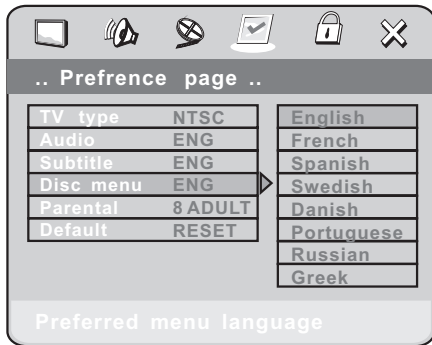 .. Prefrence page ..
TV type NTSC
Audio ENG
Subtitle ENG
Disc menu ENG
Parental 8 ADULT
Default RESET
English
French
Spanish
Swedish
Danish
Portuguese
Russian
Greek
Preferred menu language